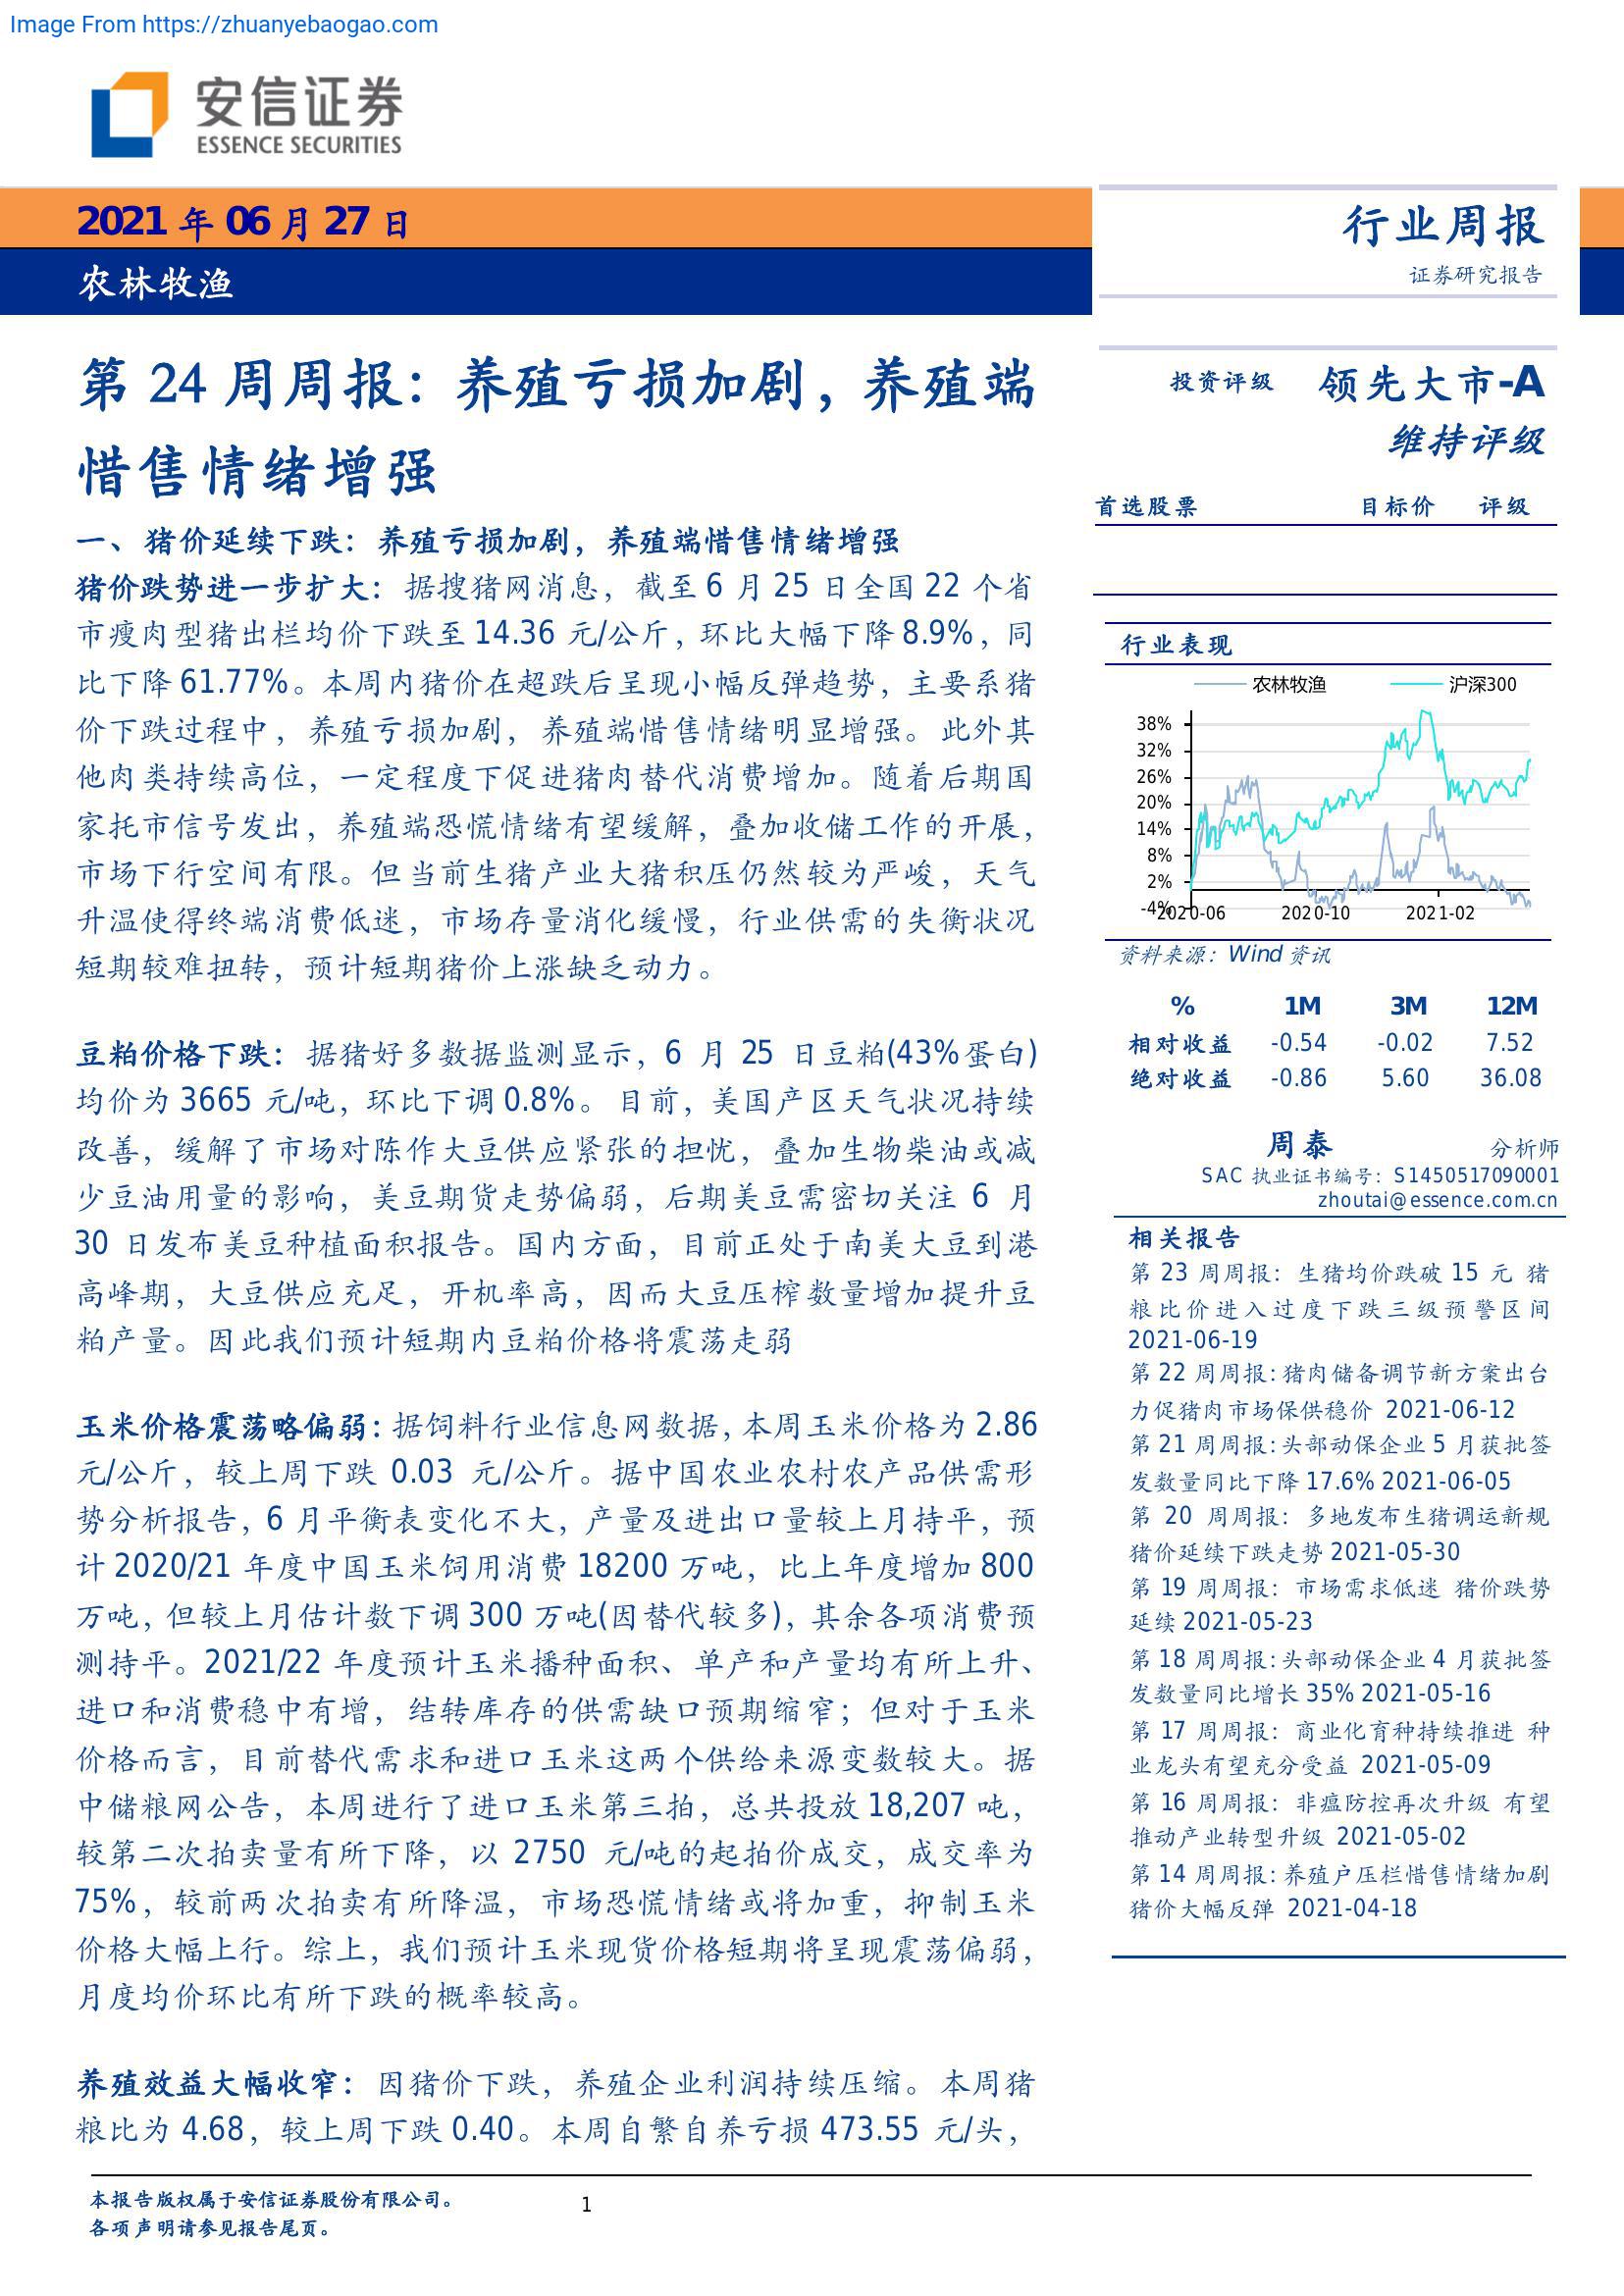 Image From https://zhuanyebaogao.com
安信证券
ESSENCE SECURITIES
2021 年 06 月 27 日
农林牧渔
行业周报
证券研究报告
第 24 周周报：养殖亏损加剧，养殖端
惜售情绪增强
一、猪价延续下跌：养殖亏损加剧，养殖端惜售情绪增强
猪价跌势进一步扩大：据搜猪网消息，截至 6 月 25 日全国 22 个省
市瘦肉型猪出栏均价下跌至 14.36 元/公斤，环比大幅下降 8.9%，同
比下降 61.77%。本周内猪价在超跌后呈现小幅反弹趋势，主要系猪
价下跌过程中，养殖亏损加剧，养殖端惜售情绪明显增强。此外其
他肉类持续高位，一定程度下促进猪肉替代消费增加。随着后期国
家托市信号发出，养殖端恐慌情绪有望缓解，叠加收储工作的开展，
市场下行空间有限。但当前生猪产业大猪积压仍然较为严峻，天气
升温使得终端消费低迷，市场存量消化缓慢，行业供需的失衡状况
短期较难扭转，预计短期猪价上涨缺乏动力。
豆粕价格下跌：据猪好多数据监测显示，6 月 25 日豆粕(43%蛋白)
均价为 3665 元/吨，环比下调 0.8%。目前，美国产区天气状况持续
改善，缓解了市场对陈作大豆供应紧张的担忧，叠加生物柴油或减
少豆油用量的影响，美豆期货走势偏弱，后期美豆需密切关注 6 月
30 日发布美豆种植面积报告。国内方面，目前正处于南美大豆到港
高峰期，大豆供应充足，开机率高，因而大豆压榨数量增加提升豆
粕产量。因此我们预计短期内豆粕价格将震荡走弱
玉米价格震荡略偏弱：据饲料行业信息网数据，本周玉米价格为 2.86
元/公斤，较上周下跌 0.03 元/公斤。据中国农业农村农产品供需形
势分析报告，6 月平衡表变化不大，产量及进出口量较上月持平，预
计 2020/21 年度中国玉米饲用消费 18200 万吨，比上年度增加 800
万吨，但较上月估计数下调 300 万吨(因替代较多)，其余各项消费预
测持平。2021/22 年度预计玉米播种面积、单产和产量均有所上升、
进口和消费稳中有增，结转库存的供需缺口预期缩窄；但对于玉米
价格而言，目前替代需求和进口玉米这两个供给来源变数较大。据
中储粮网公告，本周进行了进口玉米第三拍，总共投放 18,207 吨，
较第二次拍卖量有所下降，以 2750 元/吨的起拍价成交，成交率为
75%，较前两次拍卖有所降温，市场恐慌情绪或将加重，抑制玉米
价格大幅上行。综上，我们预计玉米现货价格短期将呈现震荡偏弱，
月度均价环比有所下跌的概率较高。
养殖效益大幅收窄：因猪价下跌，养殖企业利润持续压缩。本周猪
粮比为 4.68，较上周下跌 0.40。本周自繁自养亏损 473.55 元/头，
投资评级 领先大市-A
维持评级
首选股票 目标价 评级
行业表现
农林牧渔 沪深300
38%
32%
26%
20%
14%
8%
2%
-4%
2020-06 2020-10 2021-02
资料来源：Wind 资讯
% 1M 3M 12M
相对收益 -0.54 -0.02 7.52
绝对收益 -0.86 5.60 36.08
周泰 分析师
SAC 执业证书编号：S1450517090001
zhoutai@essence.com.cn
相关报告
第 23 周周报：生猪均价跌破 15 元 猪
粮比价进入过度下跌三级预警区间
2021-06-19
第 22 周周报：猪肉储备调节新方案出台
力促猪肉市场保供稳价 2021-06-12
第 21 周周报：头部动保企业 5 月获批签
发数量同比下降 17.6% 2021-06-05
第 20 周周报：多地发布生猪调运新规
猪价延续下跌走势 2021-05-30
第 19 周周报：市场需求低迷 猪价跌势
延续 2021-05-23
第 18 周周报：头部动保企业 4 月获批签
发数量同比增长 35% 2021-05-16
第 17 周周报：商业化育种持续推进 种
业龙头有望充分受益 2021-05-09
第 16 周周报：非瘟防控再次升级 有望
推动产业转型升级 2021-05-02
第 14 周周报：养殖户压栏惜售情绪加剧
猪价大幅反弹 2021-04-18
本报告版权属于安信证券股份有限公司。
各项声明请参见报告尾页。
1